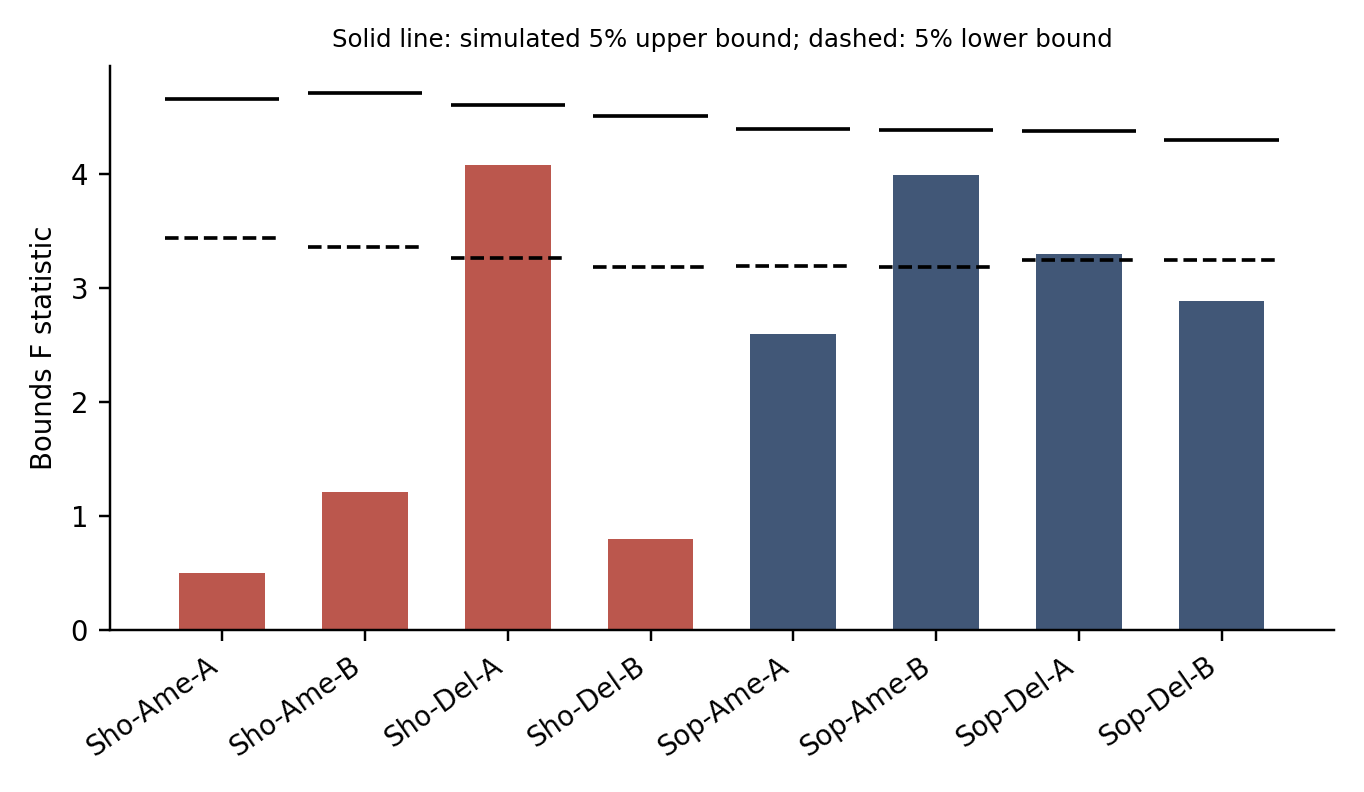 Solid line: simulated 5% upper bound; dashed: 5% lower bound
Bounds F statistic
4
3
2
1
0
Sho-Ame-A
Sho-Ame-B
Sho-Del-A
Sho-Del-B
Sop-Ame-A
Sop-Ame-B
Sop-Del-A
Sop-Del-B